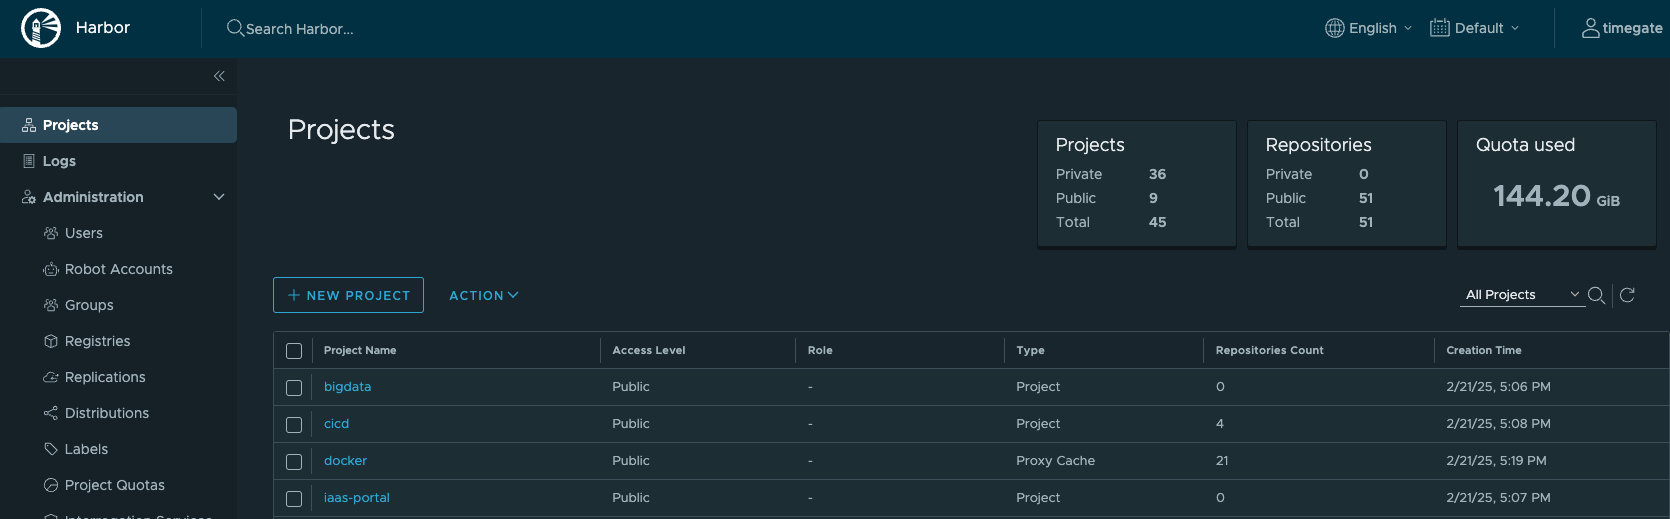 Harbor
Search Harbor...
English
Default
timegate
Projects
Logs
Administration
Users
Robot Accounts
Groups
Registries
Replications
Distributions
Labels
Project Quotas
Projects
Projects
Private 36
Public 9
Total 45
Repositories
Private 0
Public 51
Total 51
Quota used
144.20 GiB
+ NEW PROJECT
ACTION
All Projects
Project Name Access Level Role Type Repositories Count Creation Time
bigdata Public - Project 0 2/21/25, 5:06 PM
cicd Public - Project 4 2/21/25, 5:08 PM
docker Public - Proxy Cache 21 2/21/25, 5:19 PM
iaas-portal Public - Project 0 2/21/25, 5:07 PM